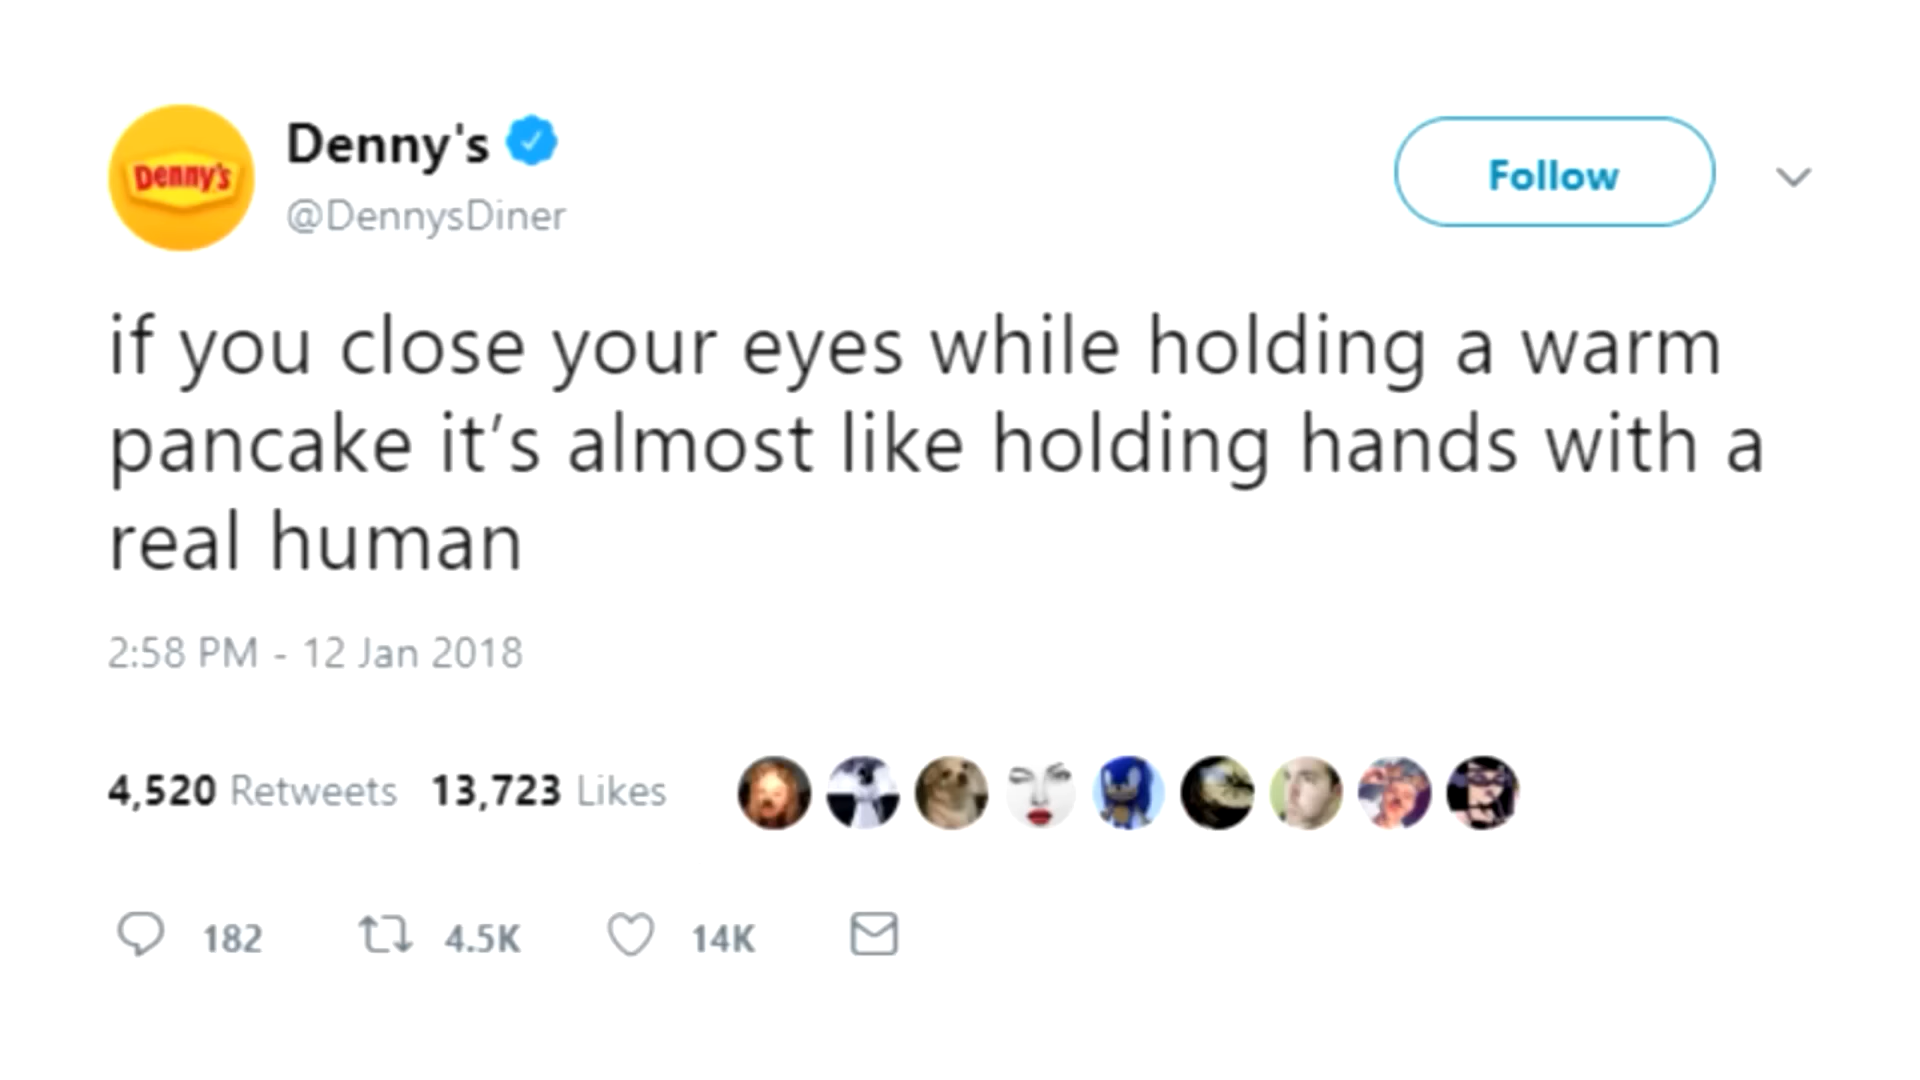 Denny's
Denny's
@DennysDiner
Follow
if you close your eyes while holding a warm
pancake it’s almost like holding hands with a
real human
2:58 PM - 12 Jan 2018
4,520 Retweets 13,723 Likes
182 4.5K 14K